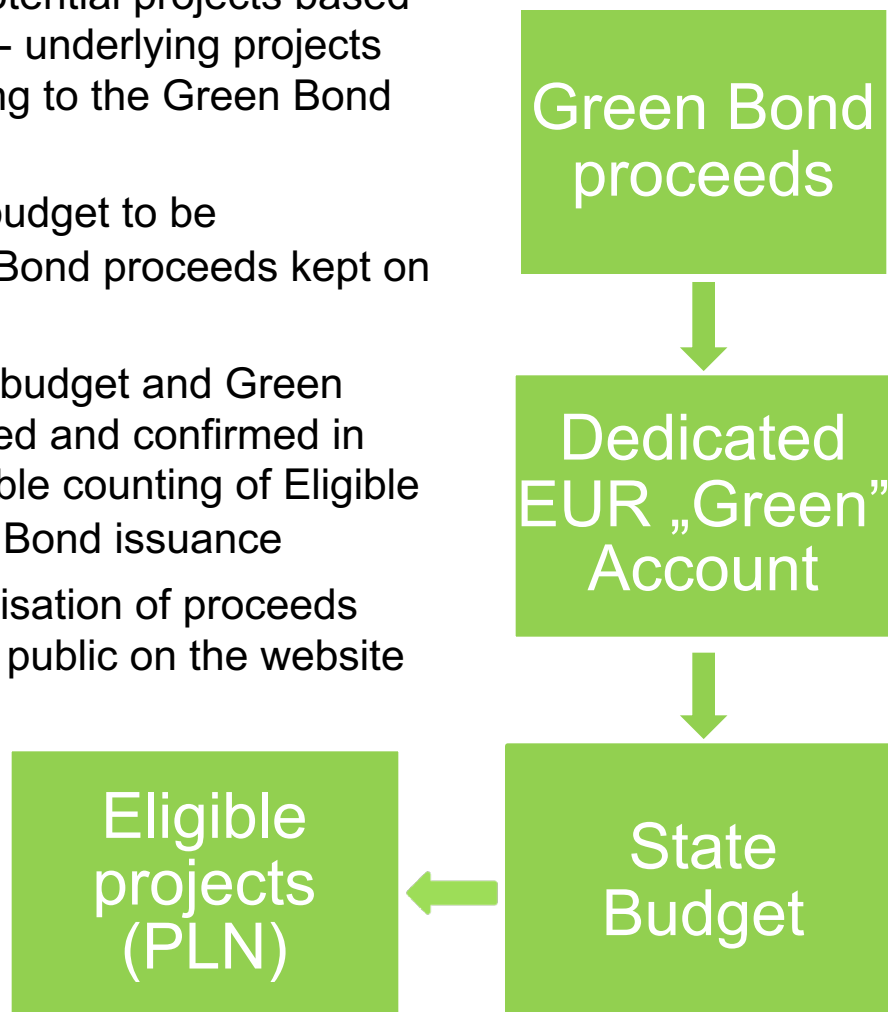 potential projects based
- underlying projects
ng to the Green Bond
budget to be
Bond proceeds kept on
budget and Green
ed and confirmed in
ble counting of Eligible
Bond issuance
isation of proceeds
public on the website
Green Bond
proceeds
Dedicated
EUR „Green”
Account
State
Budget
Eligible
projects
(PLN)